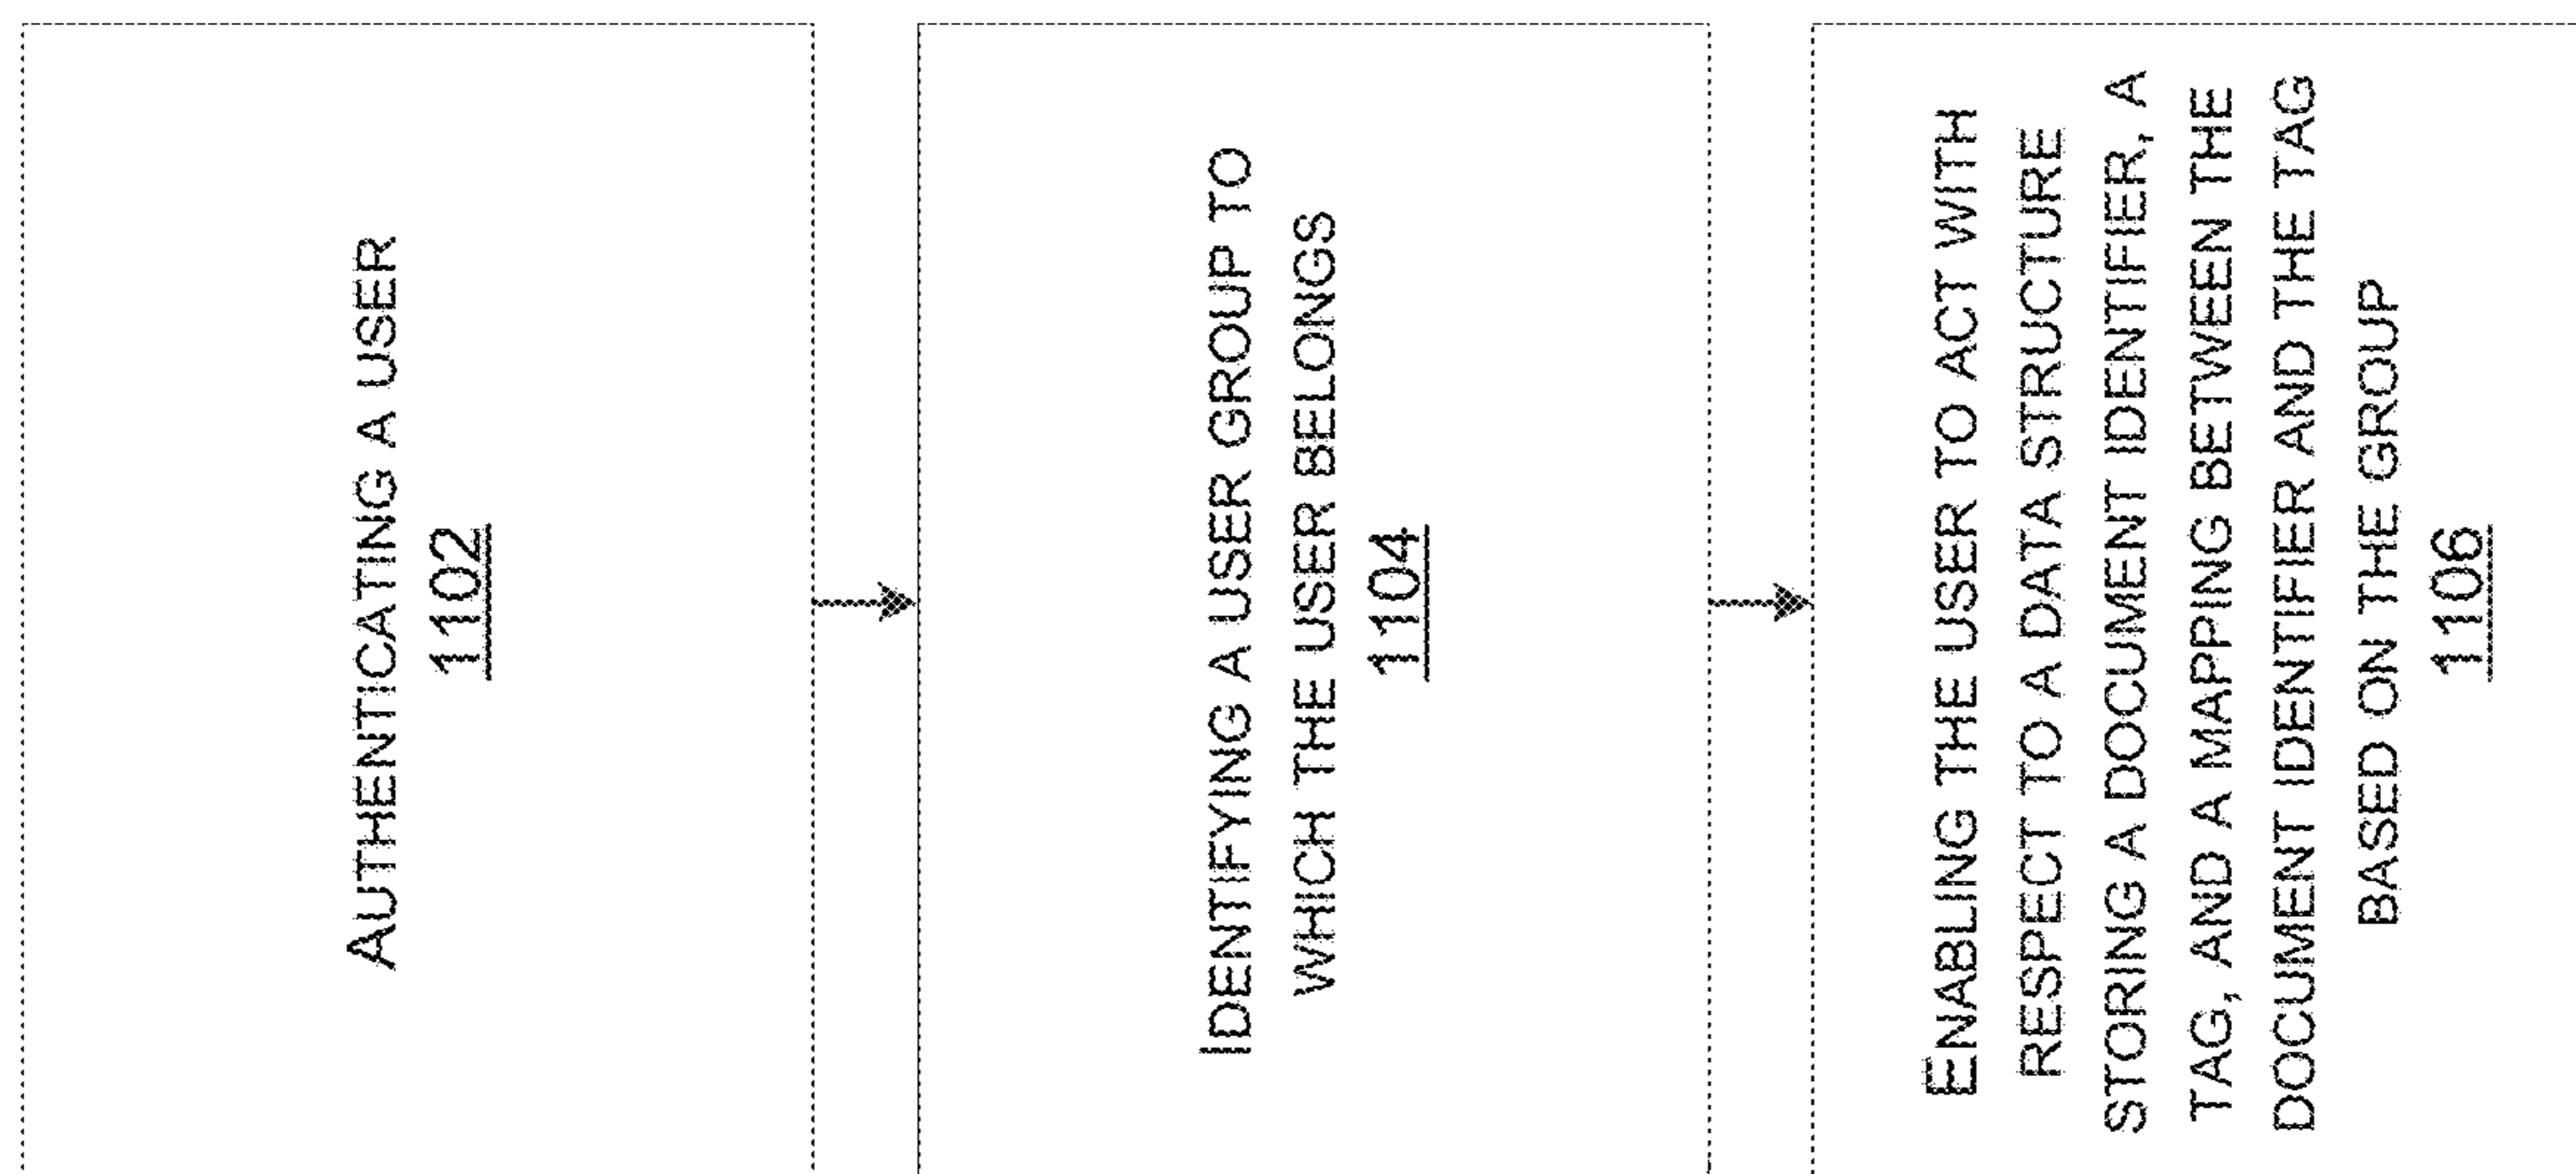 AUTHENTICATING A USER
1102
IDENTIFYING A USER GROUP TO
WHICH THE USER BELONGS
1104
ENABLING THE USER TO ACT WITH
RESPECT TO A DATA STRUCTURE
STORING A DOCUMENT IDENTIFIER, A
TAG, AND A MAPPING BETWEEN THE
DOCUMENT IDENTIFIER AND THE TAG
BASED ON THE GROUP
1106